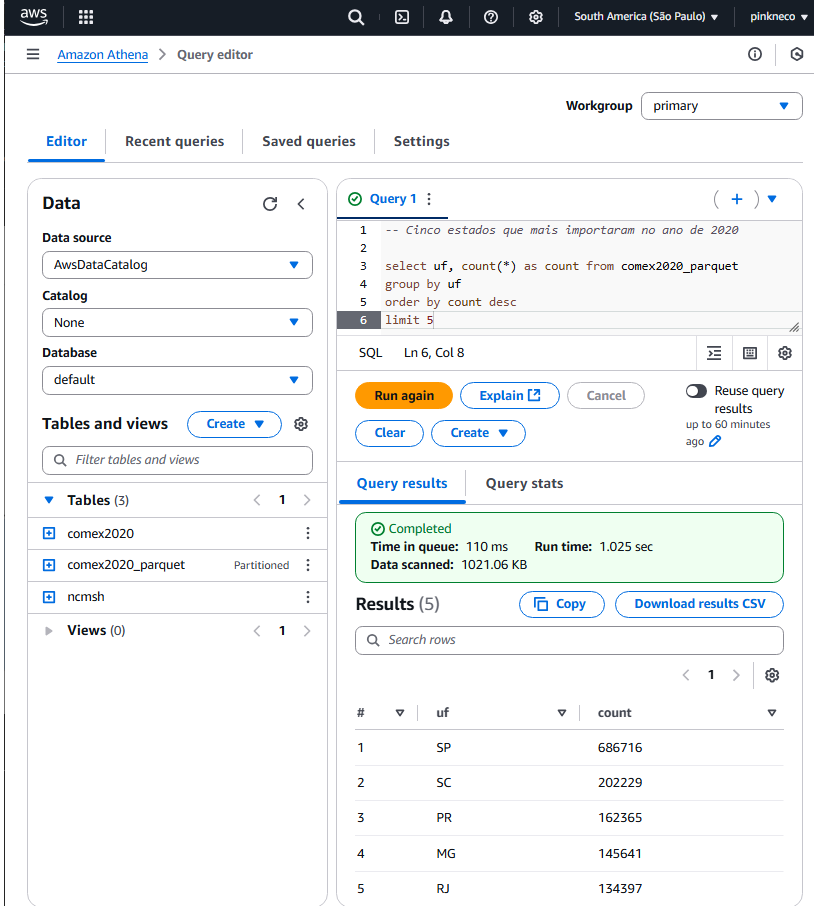 aws
South America (São Paulo)
pinkneco
Amazon Athena
Query editor
Workgroup
primary
Editor
Recent queries
Saved queries
Settings
Data
Data source
AwsDataCatalog
Catalog
None
Database
default
Tables and views
Create
Filter tables and views
Tables (3)
1
comex2020
comex2020_parquet
Partitioned
ncmsh
Views (0)
1
Query 1
1 -- Cinco estados que mais importaram no ano de 2020
2
3 select uf, count(*) as count from comex2020_parquet
4 group by uf
5 order by count desc
6 limit 5
SQL
Ln 6, Col 8
Run again
Explain
Cancel
Reuse query
results
up to 60 minutes
ago
Clear
Create
Query results
Query stats
Completed
Time in queue: 110 ms
Run time: 1.025 sec
Data scanned: 1021.06 KB
Results (5)
Copy
Download results CSV
Search rows
1
# uf count
1 SP 686716
2 SC 202229
3 PR 162365
4 MG 145641
5 RJ 134397